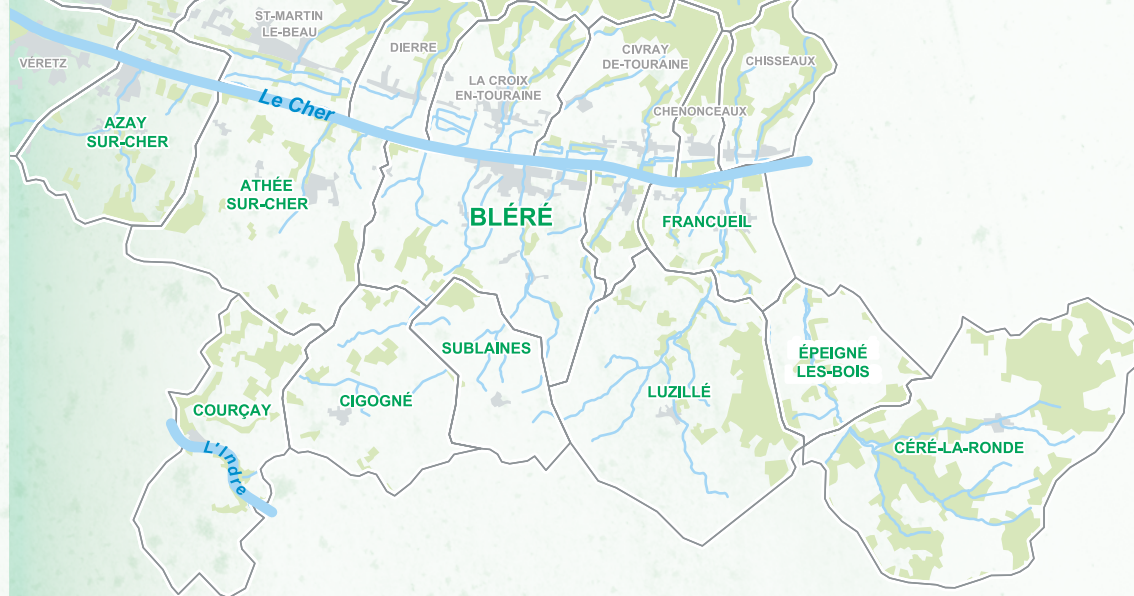 ST-MARTIN
LE-BEAU
DIERRE
CIVRAY
DE-TOURAINE
CHISSEAUX
VÉRETZ
LA CROIX
EN-TOURAINE
Le Cher
CHENONCEAUX
AZAY
SUR-CHER
ATHÉE
SUR-CHER
BLÉRÉ
FRANCUEIL
SUBLAINES
ÉPEIGNÉ
LES-BOIS
LUZILLÉ
CIGOGNÉ
COURÇAY
L'Indre
CÉRÉ-LA-RONDE